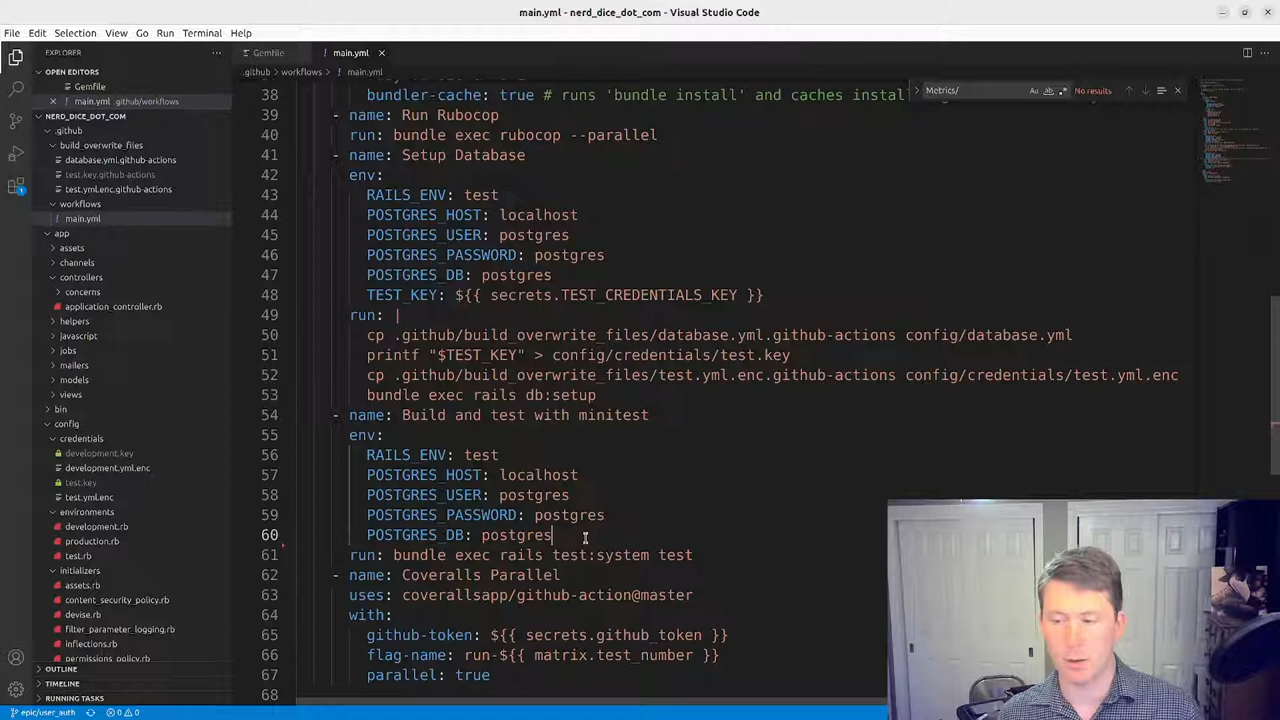 main.yml - nerd_dice_dot_com - Visual Studio Code
File Edit Selection View Go Run Terminal Help
EXPLORER
Gemfile
main.yml
OPEN EDITORS
.github > workflows > main.yml
Gemfile
main.yml .github/workflows
Metrics/
Aa
No results
NERD_DICE_DOT_COM
.github
build_overwrite_files
database.yml.github-actions
test.key.github-actions
test.yml.enc.github-actions
workflows
main.yml
app
assets
channels
controllers
concerns
application_controller.rb
helpers
javascript
jobs
mailers
models
views
bin
config
credentials
development.key
development.yml.enc
test.key
test.yml.enc
environments
development.rb
production.rb
test.rb
initializers
assets.rb
content_security_policy.rb
devise.rb
filter_parameter_logging.rb
inflections.rb
permissions_policy.rb
OUTLINE
TIMELINE
RUNNING TASKS
38 bundler-cache: true # runs 'bundle install' and caches
39 - name: Run Rubocop
40 run: bundle exec rubocop --parallel
41 - name: Setup Database
42 env:
43 RAILS_ENV: test
44 POSTGRES_HOST: localhost
45 POSTGRES_USER: postgres
46 POSTGRES_PASSWORD: postgres
47 POSTGRES_DB: postgres
48 TEST_KEY: ${{ secrets.TEST_CREDENTIALS_KEY }}
49 run: |
50 cp .github/build_overwrite_files/database.yml.github-actions config/database.yml
51 printf "$TEST_KEY" > config/credentials/test.key
52 cp .github/build_overwrite_files/test.yml.enc.github-actions config/credentials/test.yml.enc
53 bundle exec rails db:setup
54 - name: Build and test with minitest
55 env:
56 RAILS_ENV: test
57 POSTGRES_HOST: localhost
58 POSTGRES_USER: postgres
59 POSTGRES_PASSWORD: postgres
60 POSTGRES_DB: postgres
61 run: bundle exec rails test:system test
62 - name: Coveralls Parallel
63 uses: coverallsapp/github-action@master
64 with:
65 github-token: ${{ secrets.github_token }}
66 flag-name: run-${{ matrix.test_number }}
67 parallel: true
68
epic/user_auth 0 0